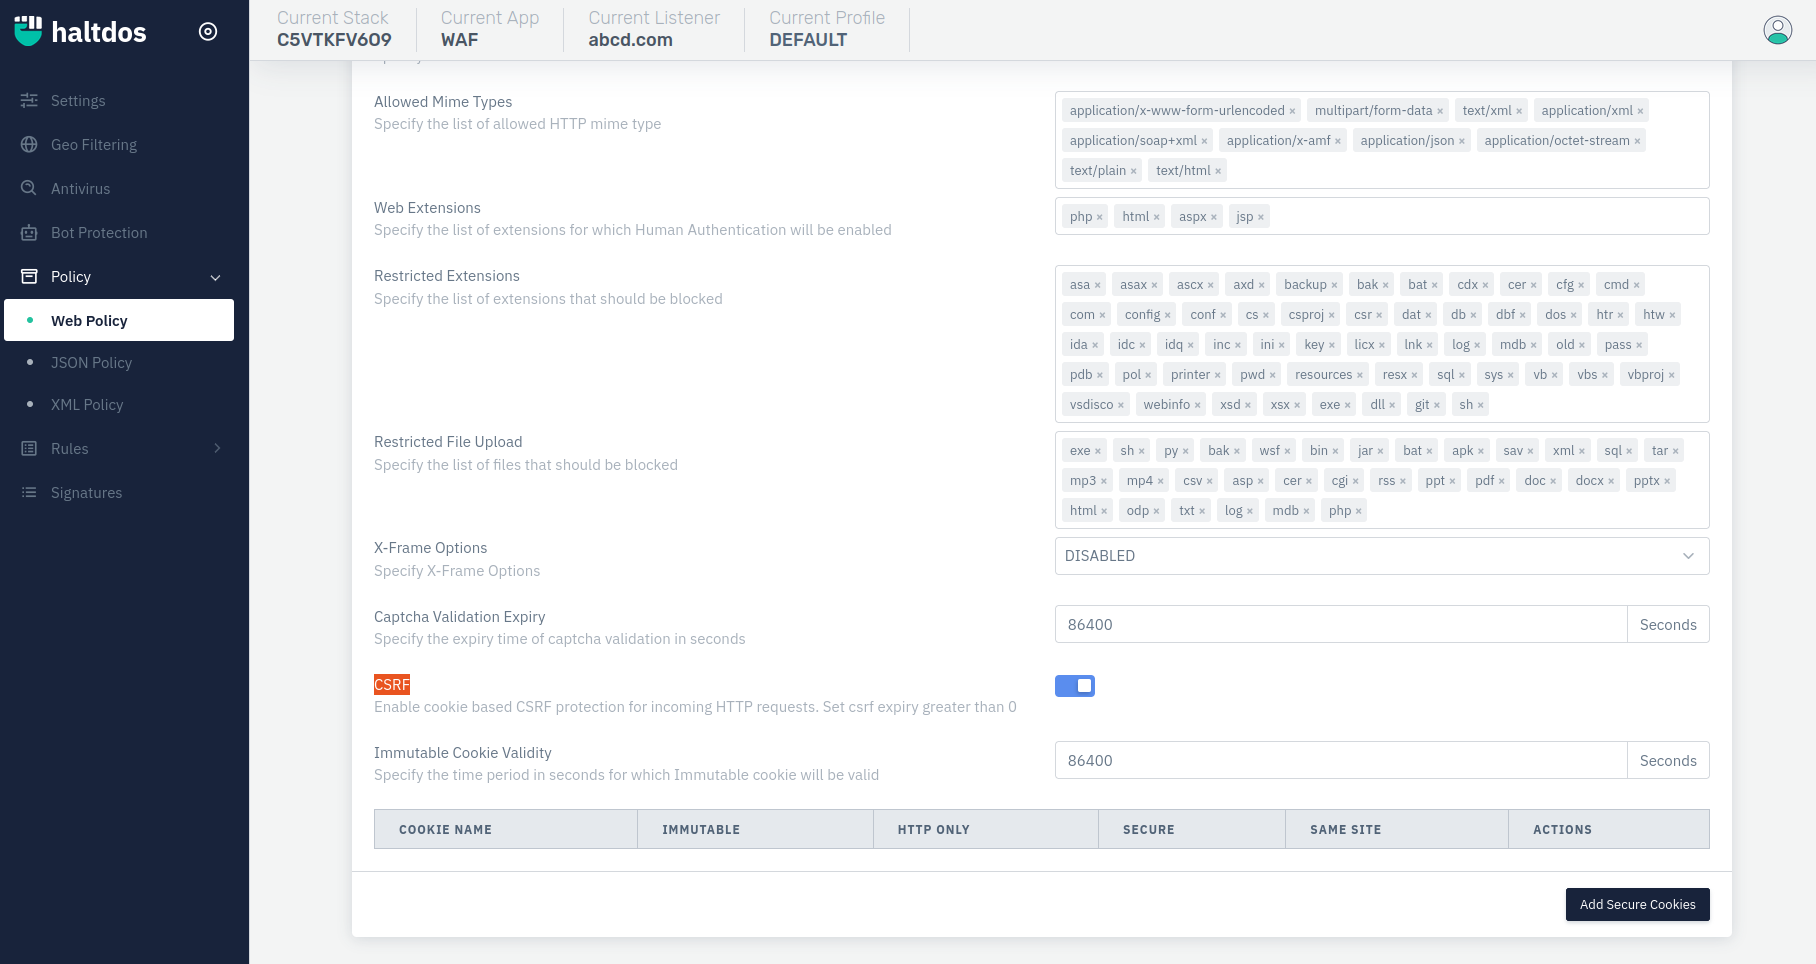 haltdos
Current Stack
C5VTKFV6O9
Current App
WAF
Current Listener
abcd.com
Current Profile
DEFAULT
Settings
Geo Filtering
Antivirus
Bot Protection
Policy
Web Policy
JSON Policy
XML Policy
Rules
Signatures
Allowed Mime Types
Specify the list of allowed HTTP mime type
application/x-www-form-urlencoded × multipart/form-data × text/xml × application/xml ×
application/soap+xml × application/x-amf × application/json × application/octet-stream ×
text/plain × text/html ×
Web Extensions
Specify the list of extensions for which Human Authentication will be enabled
php × html × aspx × jsp ×
Restricted Extensions
Specify the list of extensions that should be blocked
asa × asax × ascx × axd × backup × bak × bat × cdx × cer × cfg × cmd ×
com × config × conf × cs × csproj × csr × dat × db × dbf × dos × htr × htw ×
ida × idc × idq × inc × ini × key × licx × lnk × log × mdb × old × pass ×
pdb × pol × printer × pwd × resources × resx × sql × sys × vb × vbs × vbproj ×
vsdisco × webinfo × xsd × xsx × exe × dll × git × sh ×
Restricted File Upload
Specify the list of files that should be blocked
exe × sh × py × bak × wsf × bin × jar × bat × apk × sav × xml × sql × tar ×
mp3 × mp4 × csv × asp × cer × cgi × rss × ppt × pdf × doc × docx × pptx ×
html × odp × txt × log × mdb × php ×
X-Frame Options
Specify X-Frame Options
DISABLED
Captcha Validation Expiry
Specify the expiry time of captcha validation in seconds
86400 Seconds
CSRF
Enable cookie based CSRF protection for incoming HTTP requests. Set csrf expiry greater than 0
Immutable Cookie Validity
Specify the time period in seconds for which Immutable cookie will be valid
86400 Seconds
COOKIE NAME IMMUTABLE HTTP ONLY SECURE SAME SITE ACTIONS
Add Secure Cookies